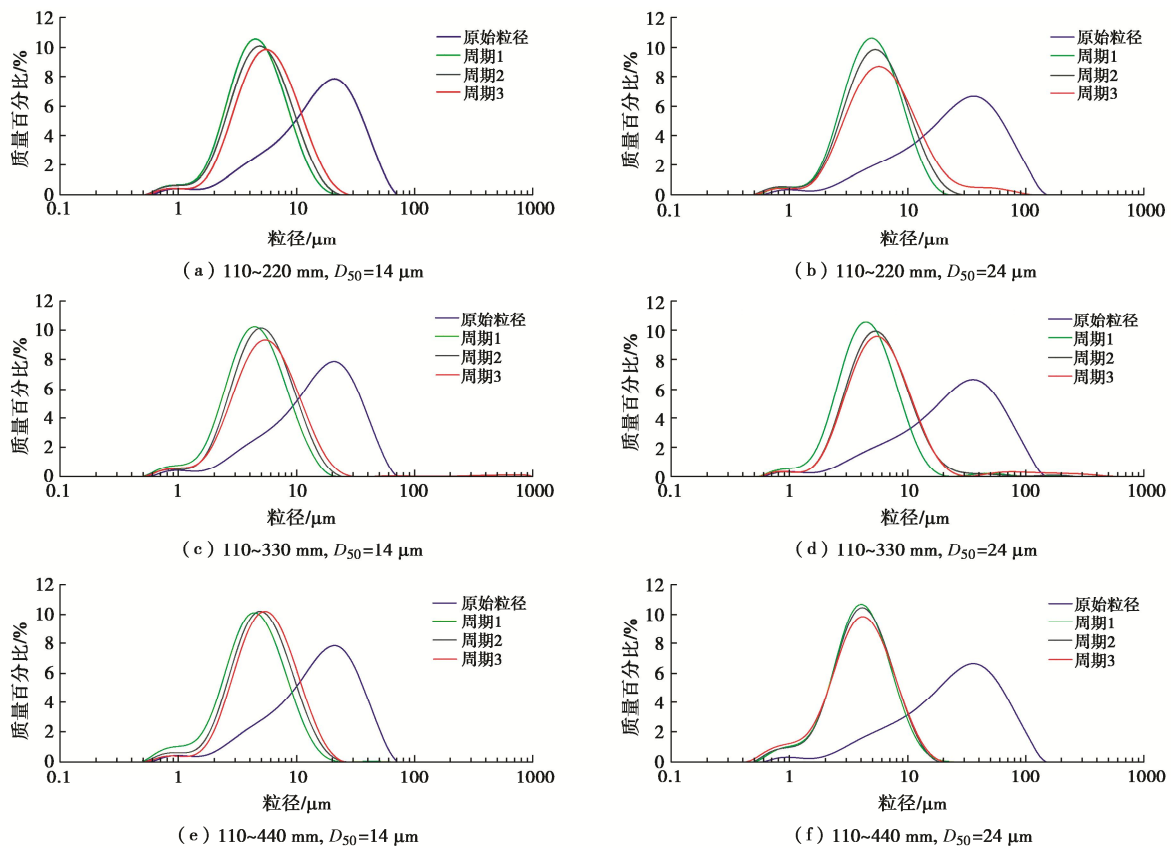 12
10
8
6
4
2
0
质量百分比/%
原始粒径
周期1
周期2
周期3
0.1 1 10 100 1000
粒径/μm
(a) 110~220 mm, D50=14 μm
12
10
8
6
4
2
0
质量百分比/%
原始粒径
周期1
周期2
周期3
0.1 1 10 100 1000
粒径/μm
(b) 110~220 mm, D50=24 μm
12
10
8
6
4
2
0
质量百分比/%
原始粒径
周期1
周期2
周期3
0.1 1 10 100 1000
粒径/μm
(c) 110~330 mm, D50=14 μm
12
10
8
6
4
2
0
质量百分比/%
原始粒径
周期1
周期2
周期3
0.1 1 10 100 1000
粒径/μm
(d) 110~330 mm, D50=24 μm
12
10
8
6
4
2
0
质量百分比/%
原始粒径
周期1
周期2
周期3
0.1 1 10 100 1000
粒径/μm
(e) 110~440 mm, D50=14 μm
12
10
8
6
4
2
0
质量百分比/%
原始粒径
周期1
周期2
周期3
0.1 1 10 100 1000
粒径/μm
(f) 110~440 mm, D50=24 μm